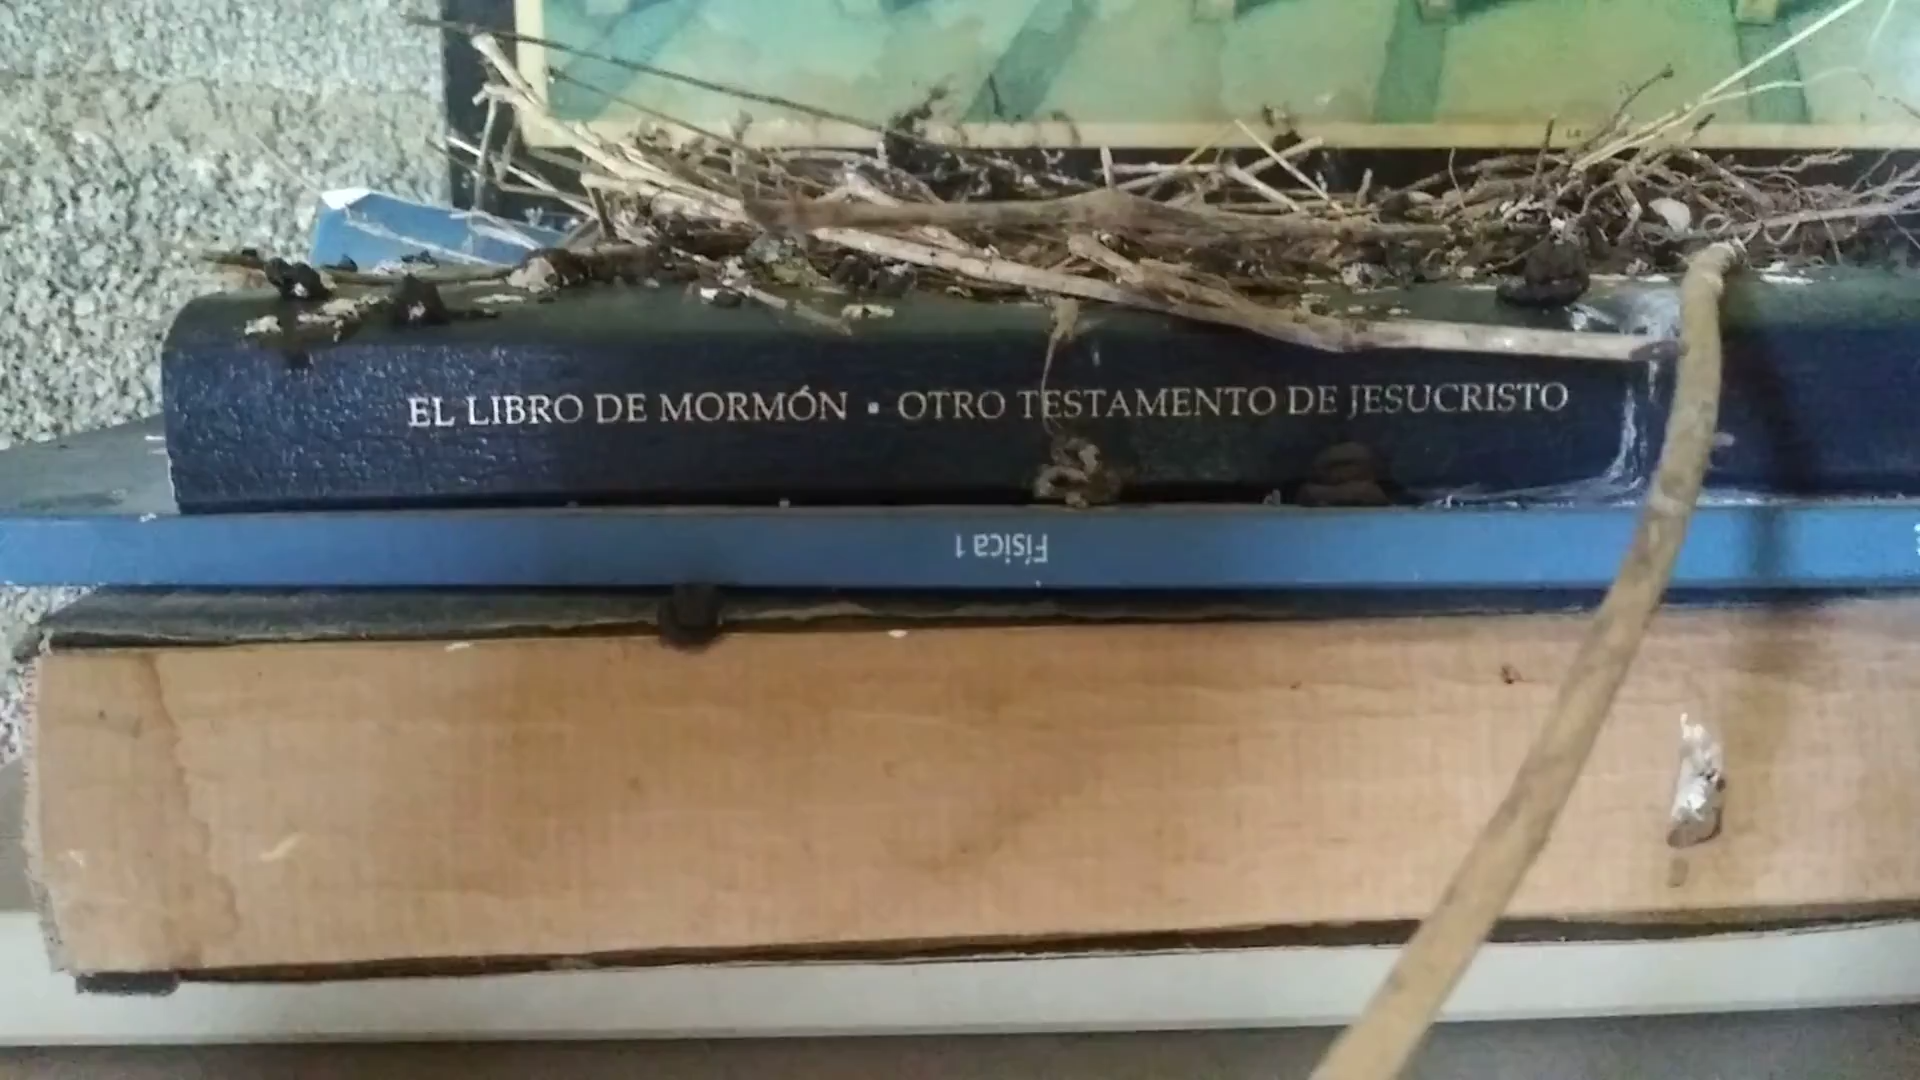 EL LIBRO DE MORMÓN ▪ OTRO TESTAMENTO DE JESUCRISTO
Física 1